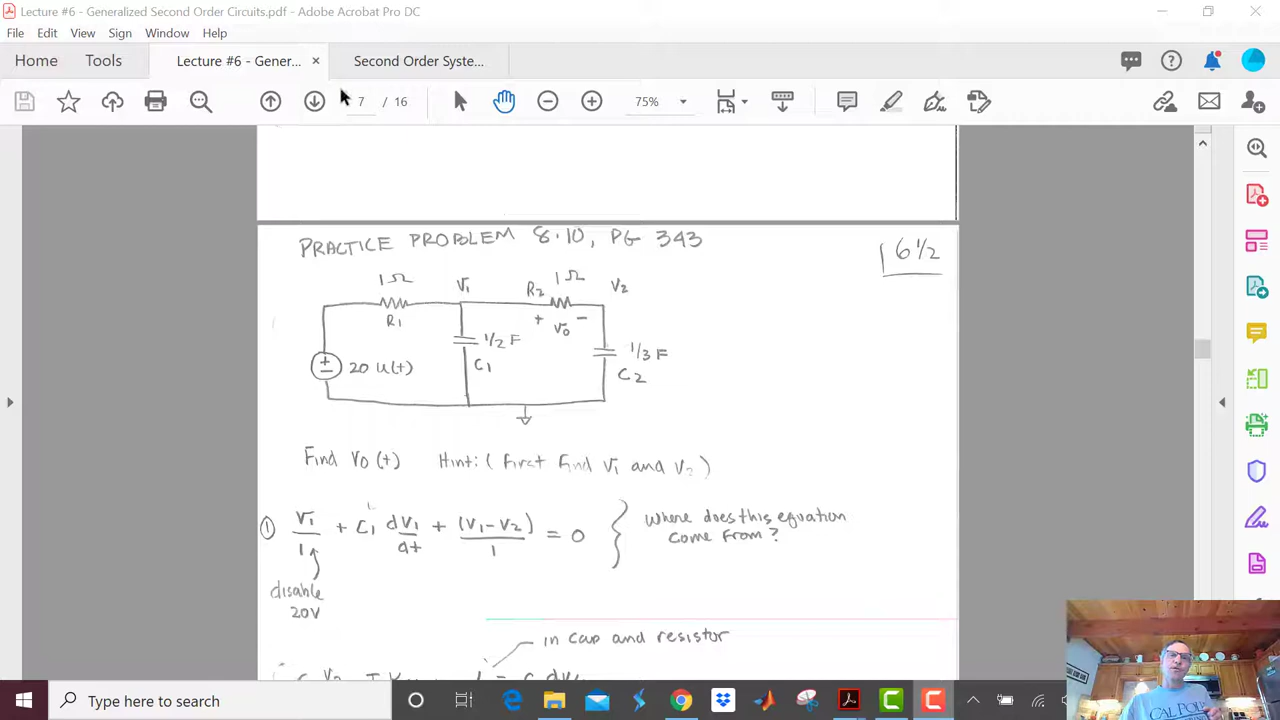 Lecture #6 - Generalized Second Order Circuits.pdf - Adobe Acrobat Pro DC
File Edit View Sign Window Help
Home Tools Lecture #6 - Gener... × Second Order Syste...
7 / 16 75%
PRACTICE PROBLEM 8.10, PG 343
6 1/2
1Ω V1 R2 1Ω V2
R1 + v0 −
1/2 F
C1
1/3 F
C2
+ −
20 u(t)
Find v0(t) Hint: (First find v1 and v2)
① v1/1 + C1 dv1/dt + (v1-v2)/1 = 0 } Where does this equation
come from?
disable
20V
in cap and resistor
Type here to search
CAL POLY